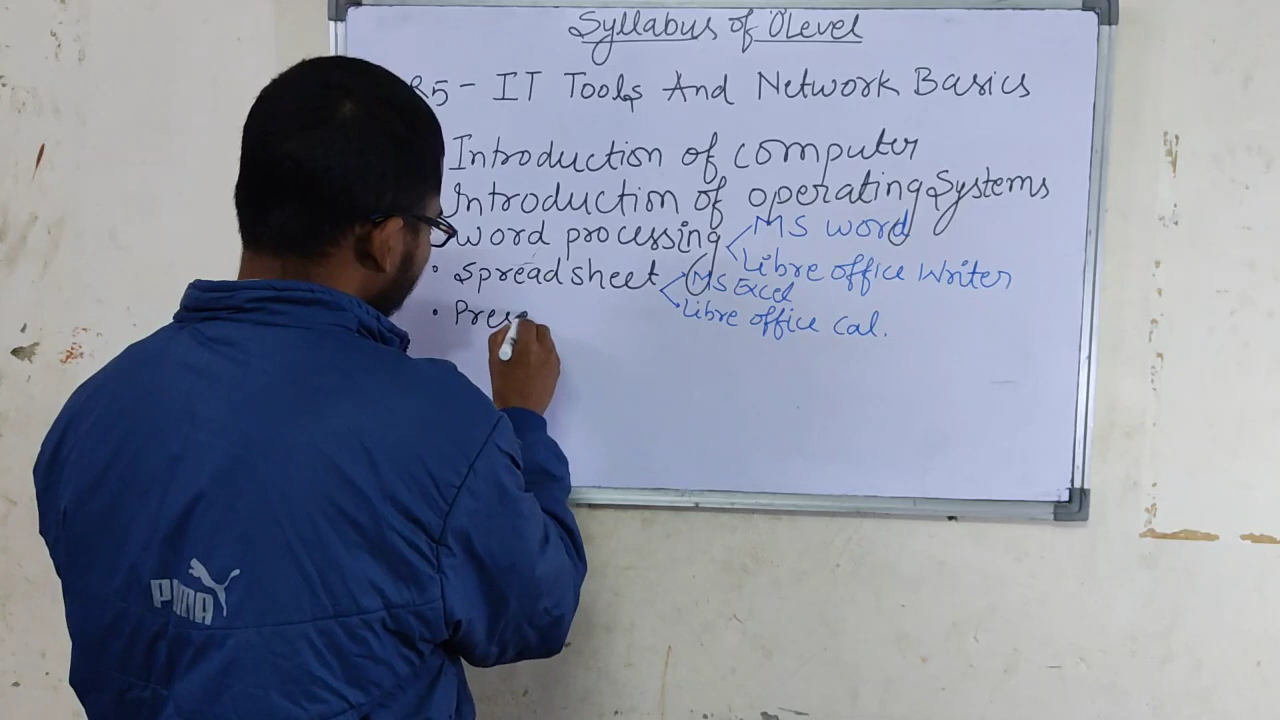 Syllabus of O'Level
R5 - IT Tools And Network Basics
Introduction of computer
Introduction of operating Systems
word processing
MS word
Libre office Writer
• Spreadsheet
MS Excel
Libre office Cal.
• Pres
PUMA